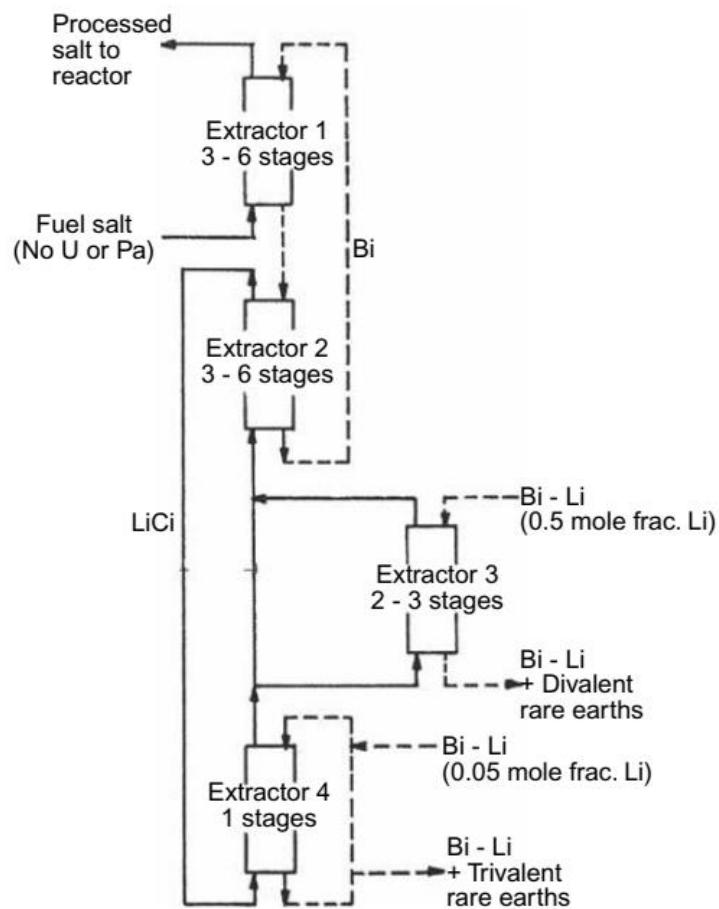 Processed
salt to
reactor
Extractor 1
3 - 6 stages
Fuel salt
(No U or Pa)
Bi
Extractor 2
3 - 6 stages
LiCi
Bi - Li
(0.5 mole frac. Li)
Extractor 3
2 - 3 stages
Bi - Li
+ Divalent
rare earths
Bi - Li
(0.05 mole frac. Li)
Extractor 4
1 stages
Bi - Li
+ Trivalent
rare earths